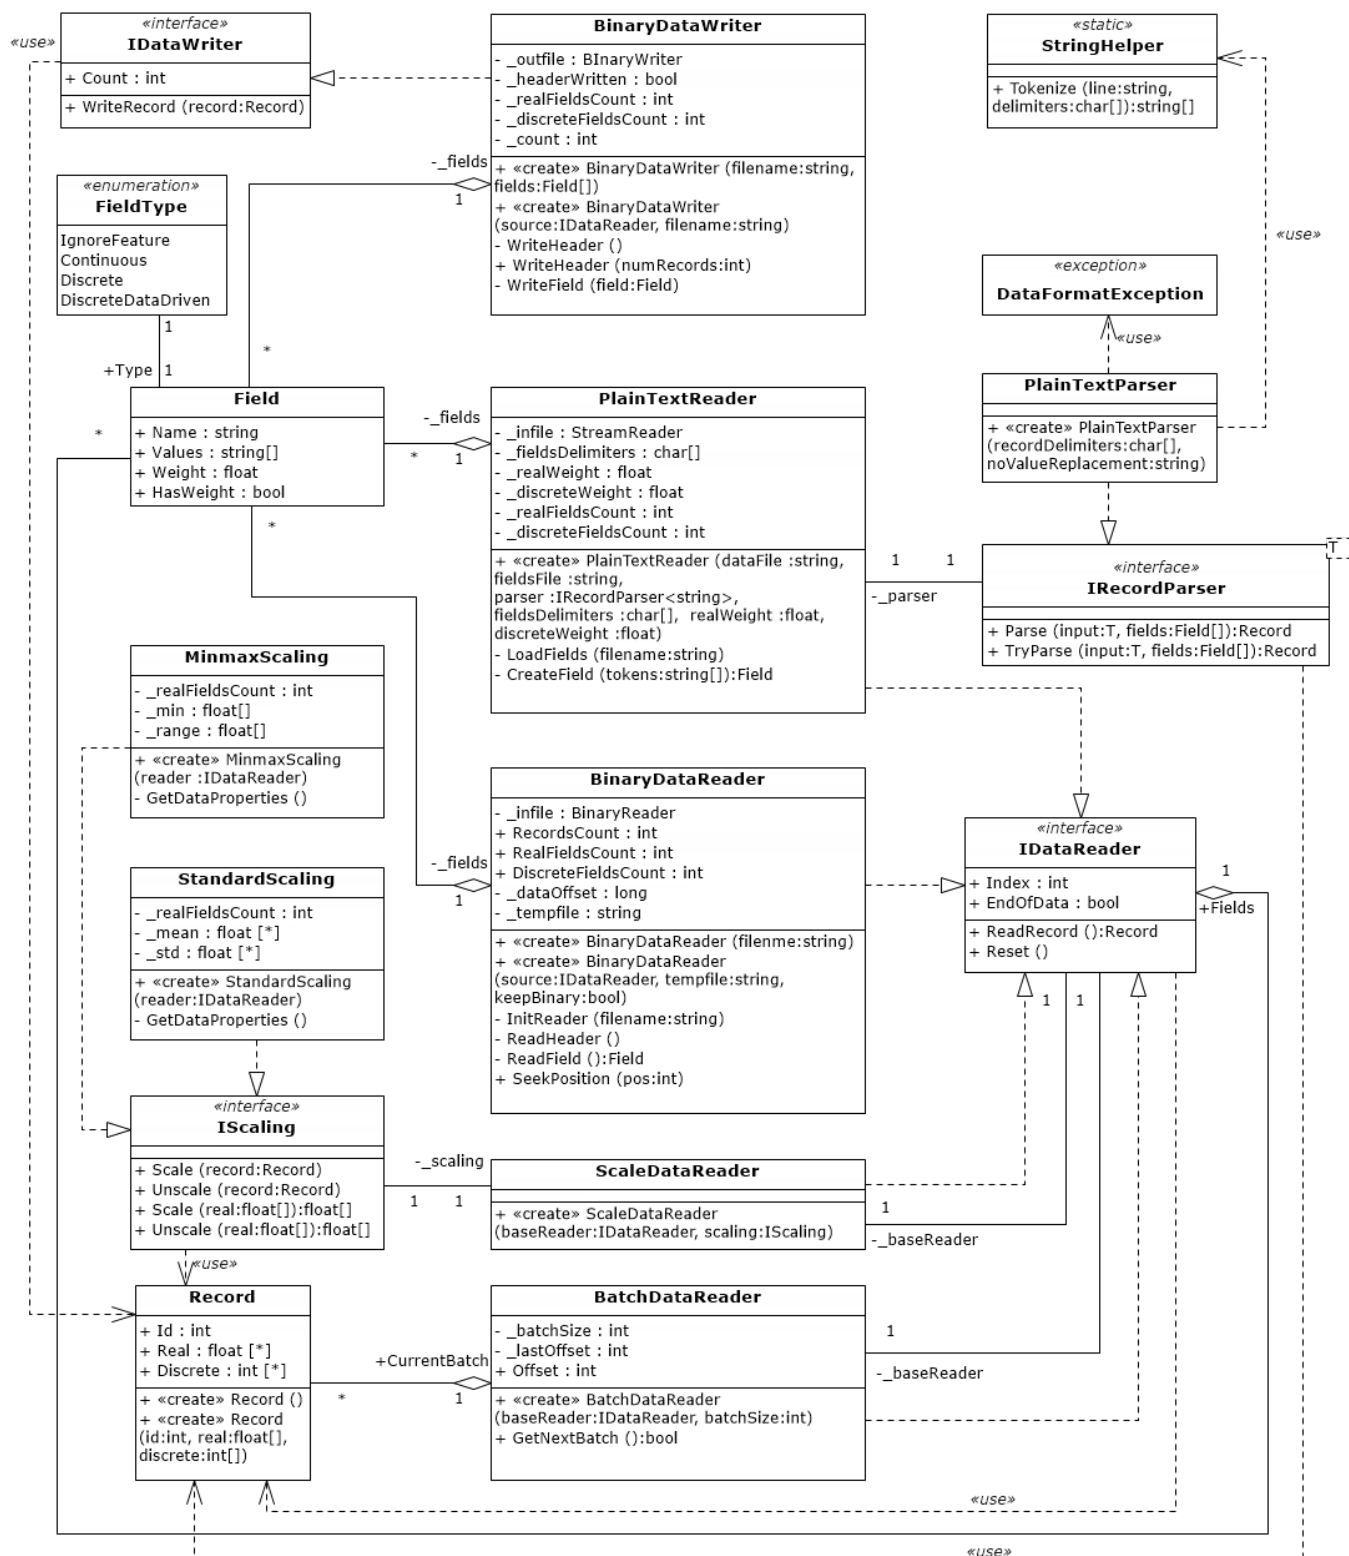 «interface»
IDataWriter
+ Count : int
+ WriteRecord (record:Record)
«use»
BinaryDataWriter
- _outfile : BInaryWriter
- _headerWritten : bool
- _realFieldsCount : int
- _discreteFieldsCount : int
- _count : int
+ «create» BinaryDataWriter (filename:string,
fields:Field[])
+ «create» BinaryDataWriter
(source:IDataReader, filename:string)
- WriteHeader ()
+ WriteHeader (numRecords:int)
- WriteField (field:Field)
«static»
StringHelper
+ Tokenize (line:string,
delimiters:char[]):string[]
-_fields
1
*
«enumeration»
FieldType
IgnoreFeature
Continuous
Discrete
DiscreteDataDriven
1
+Type
1
«use»
«exception»
DataFormatException
«use»
PlainTextParser
+ «create» PlainTextParser
(recordDelimiters:char[],
noValueReplacement:string)
Field
+ Name : string
+ Values : string[]
+ Weight : float
+ HasWeight : bool
*
*
-_fields
*
1
PlainTextReader
- _infile : StreamReader
- _fieldsDelimiters : char[]
- _realWeight : float
- _discreteWeight : float
- _realFieldsCount : int
- _discreteFieldsCount : int
+ «create» PlainTextReader (dataFile :string,
fieldsFile :string,
parser :IRecordParser<string>,
fieldsDelimiters :char[], realWeight :float,
discreteWeight :float)
- LoadFields (filename:string)
- CreateField (tokens:string[]):Field
1
1
-_parser
T
«interface»
IRecordParser
+ Parse (input:T, fields:Field[]):Record
+ TryParse (input:T, fields:Field[]):Record
MinmaxScaling
- _realFieldsCount : int
- _min : float[]
- _range : float[]
+ «create» MinmaxScaling
(reader :IDataReader)
- GetDataProperties ()
-_fields
1
BinaryDataReader
- _infile : BinaryReader
+ RecordsCount : int
+ RealFieldsCount : int
+ DiscreteFieldsCount : int
- _dataOffset : long
- _tempfile : string
+ «create» BinaryDataReader (filenme:string)
+ «create» BinaryDataReader
(source:IDataReader, tempfile:string,
keepBinary:bool)
- InitReader (filename:string)
- ReadHeader ()
- ReadField ():Field
+ SeekPosition (pos:int)
«interface»
IDataReader
+ Index : int
+ EndOfData : bool
+ ReadRecord ():Record
+ Reset ()
1
+Fields
1
1
StandardScaling
- _realFieldsCount : int
- _mean : float [*]
- _std : float [*]
+ «create» StandardScaling
(reader:IDataReader)
- GetDataProperties ()
«interface»
IScaling
+ Scale (record:Record)
+ Unscale (record:Record)
+ Scale (real:float[]):float[]
+ Unscale (real:float[]):float[]
-_scaling
1
1
ScaleDataReader
+ «create» ScaleDataReader
(baseReader:IDataReader, scaling:IScaling)
1
-_baseReader
«use»
Record
+ Id : int
+ Real : float [*]
+ Discrete : int [*]
+ «create» Record ()
+ «create» Record
(id:int, real:float[],
discrete:int[])
+CurrentBatch
*
1
BatchDataReader
- _batchSize : int
- _lastOffset : int
+ Offset : int
+ «create» BatchDataReader
(baseReader:IDataReader, batchSize:int)
+ GetNextBatch ():bool
1
-_baseReader
«use»
«use»